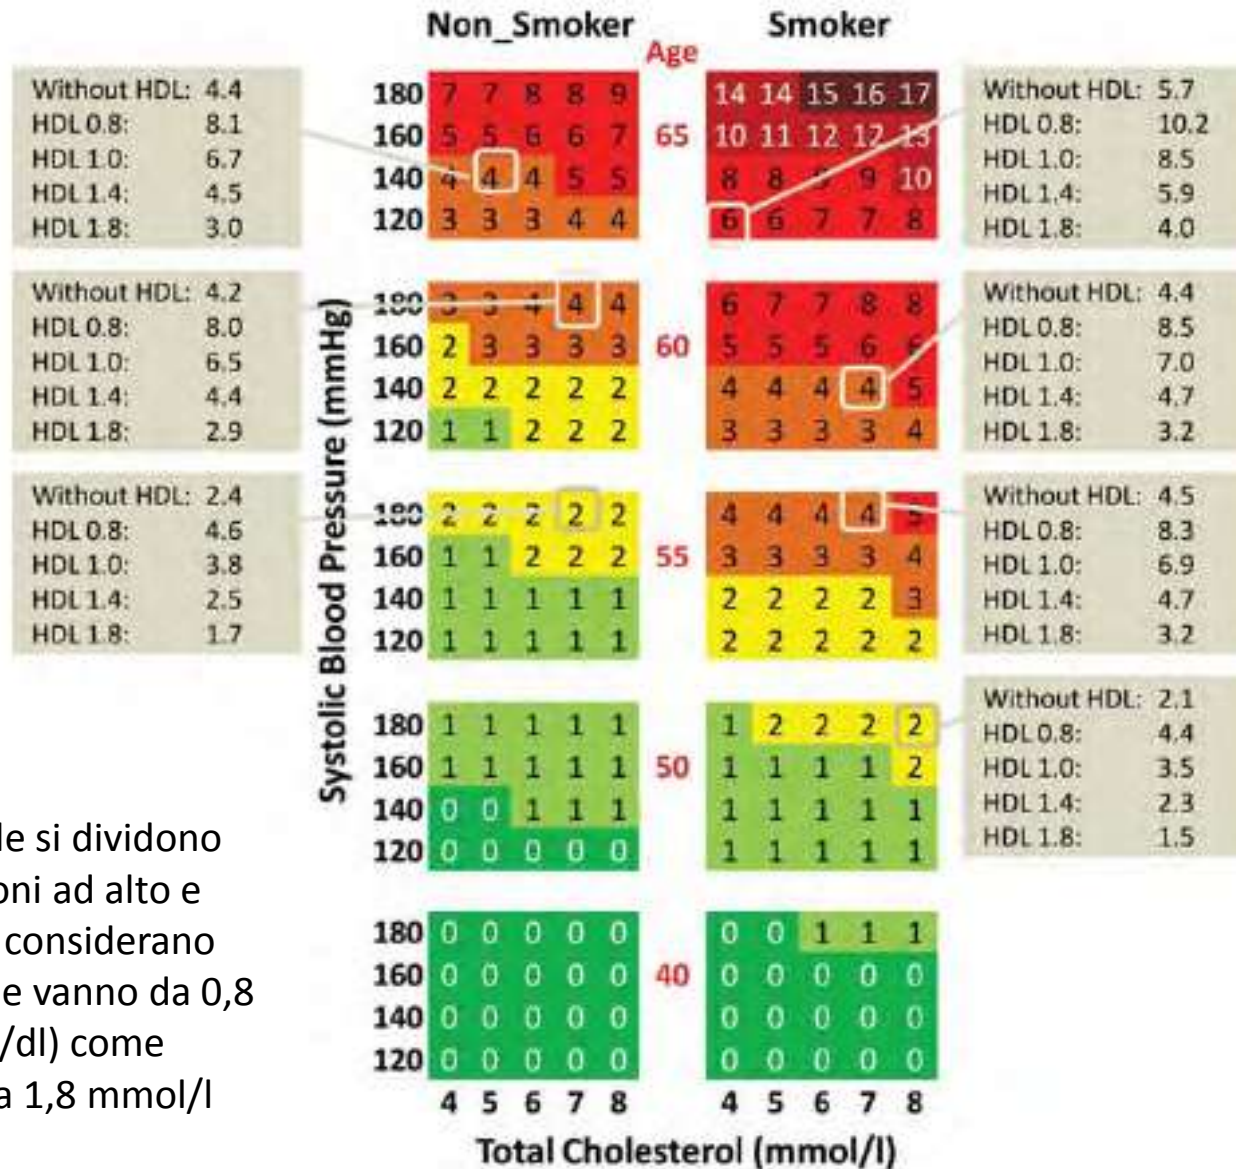 Non_Smoker Smoker
Age
Without HDL: 4.4
HDL 0.8: 8.1
HDL 1.0: 6.7
HDL 1.4: 4.5
HDL 1.8: 3.0
180 7 7 8 8 9 14 14 15 16 17
160 5 5 6 6 7 65 10 11 12 12 13
140 4 4 4 5 5 8 8 9 9 10
120 3 3 3 4 4 6 6 7 7 8
Without HDL: 5.7
HDL 0.8: 10.2
HDL 1.0: 8.5
HDL 1.4: 5.9
HDL 1.8: 4.0
Without HDL: 4.2
HDL 0.8: 8.0
HDL 1.0: 6.5
HDL 1.4: 4.4
HDL 1.8: 2.9
Systolic Blood Pressure (mmHg)
180 3 3 4 4 4 6 7 7 8 8
160 2 3 3 3 3 60 5 5 5 6 6
140 2 2 2 2 2 4 4 4 4 5
120 1 1 2 2 2 3 3 3 3 4
Without HDL: 4.4
HDL 0.8: 8.5
HDL 1.0: 7.0
HDL 1.4: 4.7
HDL 1.8: 3.2
Without HDL: 2.4
HDL 0.8: 4.6
HDL 1.0: 3.8
HDL 1.4: 2.5
HDL 1.8: 1.7
180 2 2 2 2 2 4 4 4 4 5
160 1 1 2 2 2 55 3 3 3 3 4
140 1 1 1 1 1 2 2 2 2 3
120 1 1 1 1 1 2 2 2 2 2
Without HDL: 4.5
HDL 0.8: 8.3
HDL 1.0: 6.9
HDL 1.4: 4.7
HDL 1.8: 3.2
180 1 1 1 1 1 1 2 2 2 2
160 1 1 1 1 1 50 1 1 1 1 2
140 0 0 1 1 1 1 1 1 1 1
120 0 0 0 0 0 1 1 1 1 1
Without HDL: 2.1
HDL 0.8: 4.4
HDL 1.0: 3.5
HDL 1.4: 2.3
HDL 1.8: 1.5
le si dividono
oni ad alto e
considerano
e vanno da 0,8
/dl) come
a 1,8 mmol/l
180 0 0 0 0 0 0 0 1 1 1
160 0 0 0 0 0 40 0 0 0 0 0
140 0 0 0 0 0 0 0 0 0 0
120 0 0 0 0 0 0 0 0 0 0
4 5 6 7 8 4 5 6 7 8
Total Cholesterol (mmol/l)